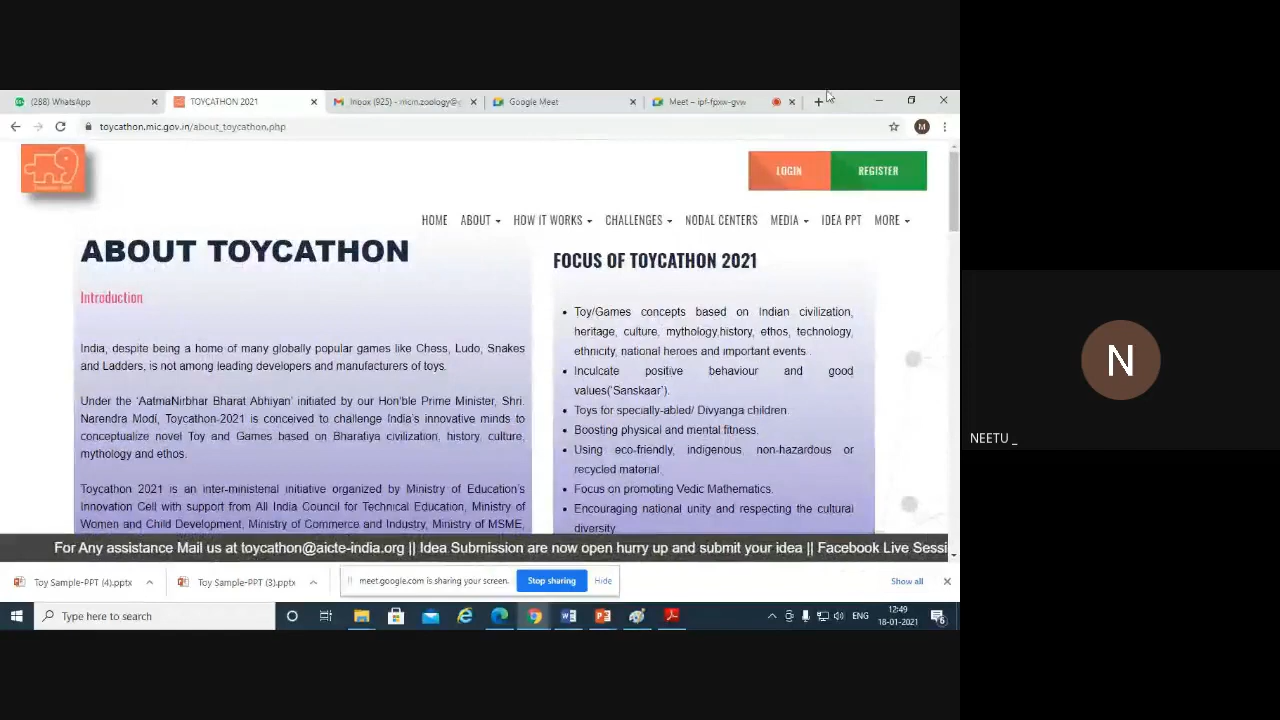 (288) WhatsApp
TOYCATHON 2021
Inbox (925) - mcm.zoology@g
Google Meet
Meet – ipf-fpxw-gvw
toycathon.mic.gov.in/about_toycathon.php
M
LOGIN
REGISTER
HOME
ABOUT
HOW IT WORKS
CHALLENGES
NODAL CENTERS
MEDIA
IDEA PPT
MORE
ABOUT TOYCATHON
Introduction
India, despite being a home of many globally popular games like Chess, Ludo, Snakes
and Ladders, is not among leading developers and manufacturers of toys.
Under the 'AatmaNirbhar Bharat Abhiyan' initiated by our Hon'ble Prime Minister, Shri.
Narendra Modi, Toycathon-2021 is conceived to challenge India's innovative minds to
conceptualize novel Toy and Games based on Bharatiya civilization, history, culture,
mythology and ethos.
Toycathon 2021 is an inter-ministerial initiative organized by Ministry of Education's
Innovation Cell with support from All India Council for Technical Education, Ministry of
Women and Child Development, Ministry of Commerce and Industry, Ministry of MSME,
FOCUS OF TOYCATHON 2021
• Toy/Games concepts based on Indian civilization,
heritage, culture, mythology,history, ethos, technology,
ethnicity, national heroes and important events.
• Inculcate positive behaviour and good
values('Sanskaar').
• Toys for specially-abled/ Divyanga children.
• Boosting physical and mental fitness.
• Using eco-friendly, indigenous, non-hazardous or
recycled material.
• Focus on promoting Vedic Mathematics.
• Encouraging national unity and respecting the cultural
diversity
For Any assistance Mail us at toycathon@aicte-india.org || Idea Submission are now open hurry up and submit your idea || Facebook Live Sessi
Toy Sample-PPT (4).pptx
Toy Sample-PPT (3).pptx
meet.google.com is sharing your screen.
Stop sharing
Hide
Show all
Type here to search
ENG
12:49
18-01-2021
6
N
NEETU _